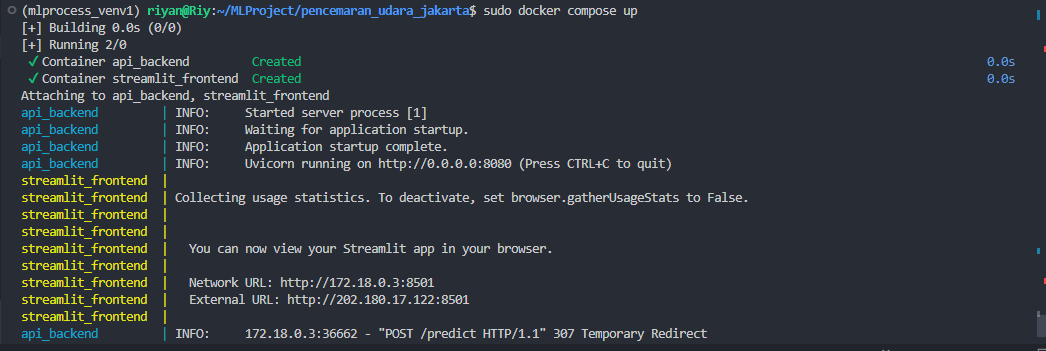 (mlprocess_venv1) riyan@Riy:~/MLProject/pencemaran_udara_jakarta$ sudo docker compose up
[+] Building 0.0s (0/0)
[+] Running 2/0
✓ Container api_backend Created 0.0s
✓ Container streamlit_frontend Created 0.0s
Attaching to api_backend, streamlit_frontend
api_backend | INFO: Started server process [1]
api_backend | INFO: Waiting for application startup.
api_backend | INFO: Application startup complete.
api_backend | INFO: Uvicorn running on http://0.0.0.0:8080 (Press CTRL+C to quit)
streamlit_frontend |
streamlit_frontend | Collecting usage statistics. To deactivate, set browser.gatherUsageStats to False.
streamlit_frontend |
streamlit_frontend |
streamlit_frontend | You can now view your Streamlit app in your browser.
streamlit_frontend |
streamlit_frontend | Network URL: http://172.18.0.3:8501
streamlit_frontend | External URL: http://202.180.17.122:8501
streamlit_frontend |
api_backend | INFO: 172.18.0.3:36662 - "POST /predict HTTP/1.1" 307 Temporary Redirect